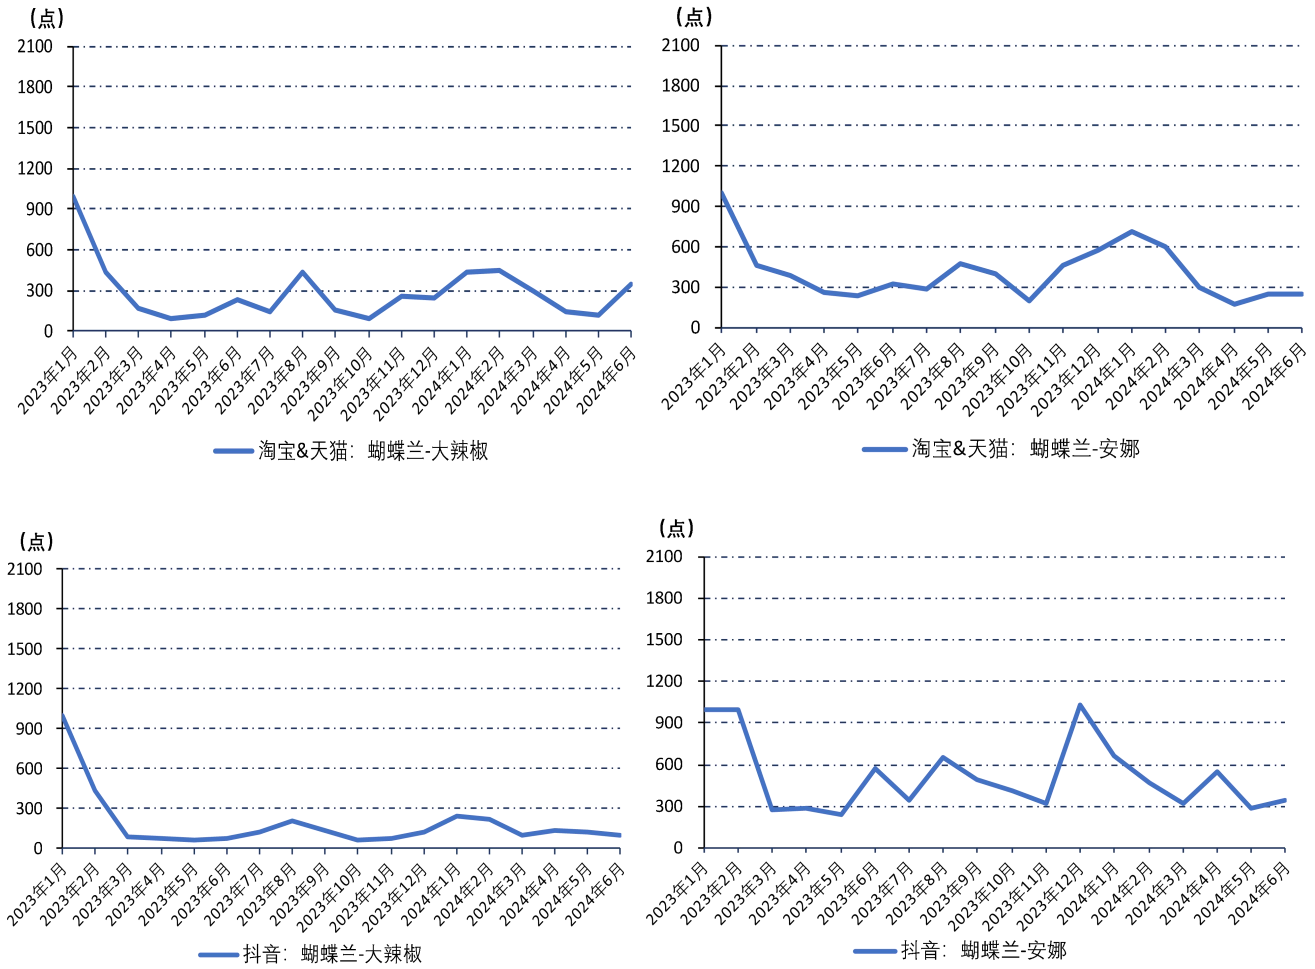 (点)
2100
1800
1500
1200
900
600
300
0
2023年1月
2023年2月
2023年3月
2023年4月
2023年5月
2023年6月
2023年7月
2023年8月
2023年9月
2023年10月
2023年11月
2023年12月
2024年1月
2024年2月
2024年3月
2024年4月
2024年5月
2024年6月
淘宝&天猫：蝴蝶兰-大辣椒
(点)
2100
1800
1500
1200
900
600
300
0
2023年1月
2023年2月
2023年3月
2023年4月
2023年5月
2023年6月
2023年7月
2023年8月
2023年9月
2023年10月
2023年11月
2023年12月
2024年1月
2024年2月
2024年3月
2024年4月
2024年5月
2024年6月
淘宝&天猫：蝴蝶兰-安娜
(点)
2100
1800
1500
1200
900
600
300
0
2023年1月
2023年2月
2023年3月
2023年4月
2023年5月
2023年6月
2023年7月
2023年8月
2023年9月
2023年10月
2023年11月
2023年12月
2024年1月
2024年2月
2024年3月
2024年4月
2024年5月
2024年6月
抖音：蝴蝶兰-大辣椒
(点)
2100
1800
1500
1200
900
600
300
0
2023年1月
2023年2月
2023年3月
2023年4月
2023年5月
2023年6月
2023年7月
2023年8月
2023年9月
2023年10月
2023年11月
2023年12月
2024年1月
2024年2月
2024年3月
2024年4月
2024年5月
2024年6月
抖音：蝴蝶兰-安娜